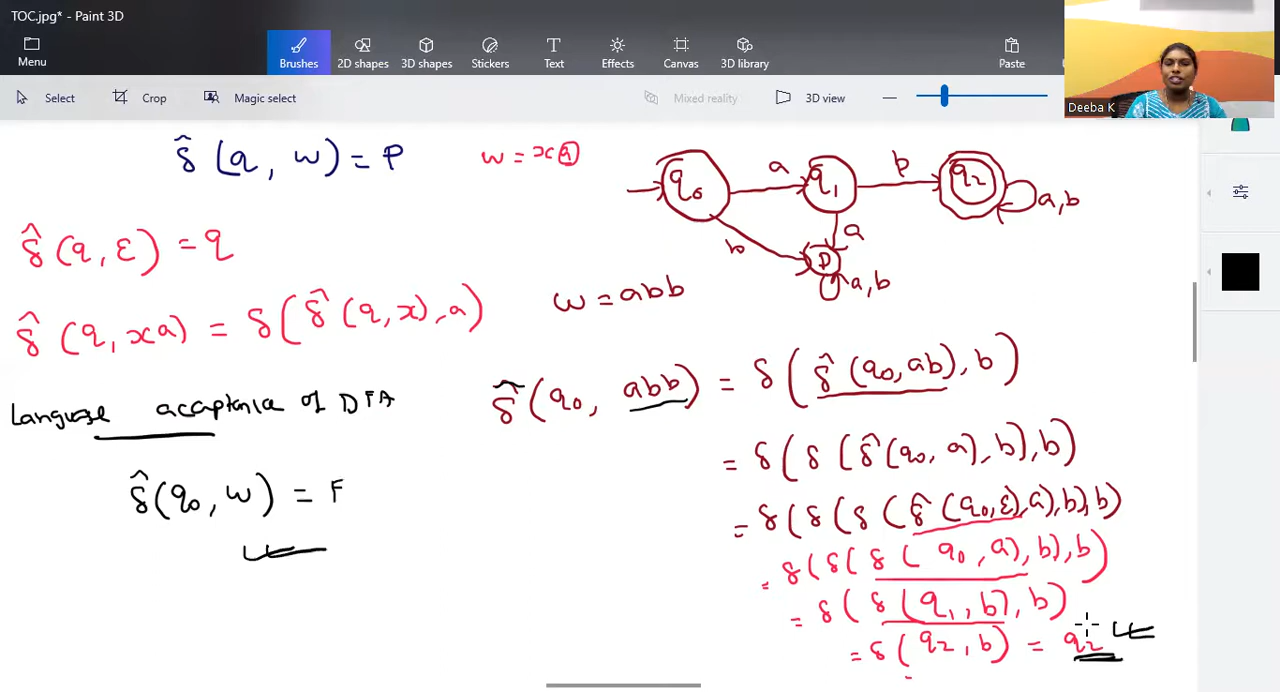 TOC.jpg* - Paint 3D
Menu
Brushes
2D shapes
3D shapes
Stickers
Text
Effects
Canvas
3D library
Paste
Select
Crop
Magic select
Mixed reality
3D view
Deeba K
δ̂ (q, w) = P
w = xa
q0
a
q1
b
q2
a,b
b
a
D
a,b
δ̂ (q, ε) = q
w = abb
δ̂ (q, xa) = δ(δ̂ (q, x), a)
δ̂ (q0, abb) = δ(δ̂ (q0, ab), b)
Language acceptance of DFA
= δ(δ(δ̂(q0, a), b), b)
δ̂(q0, w) = F
= δ(δ(δ(δ̂(q0,ε),a),b),b)
= δ(δ(δ(q0,a),b),b)
= δ(δ(q1,b),b)
= δ(q2,b) = q2